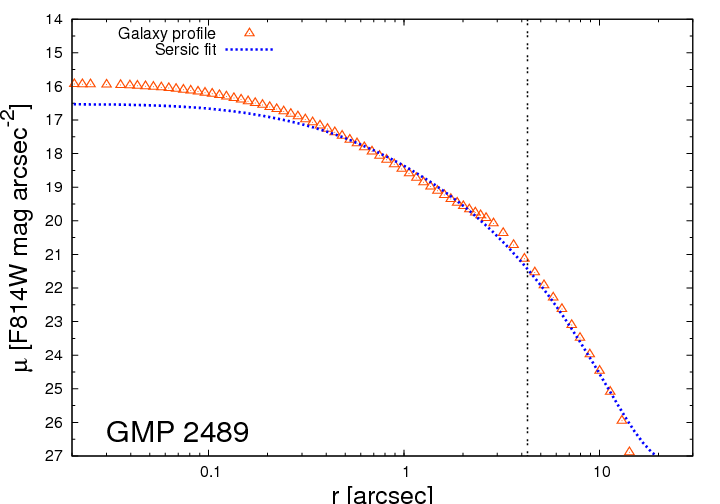 14
15
16
17
18
19
20
21
22
23
24
25
26
27
μ [F814W mag arcsec-2]
Galaxy profile
Sersic fit
GMP 2489
0.1 1 10
r [arcsec]